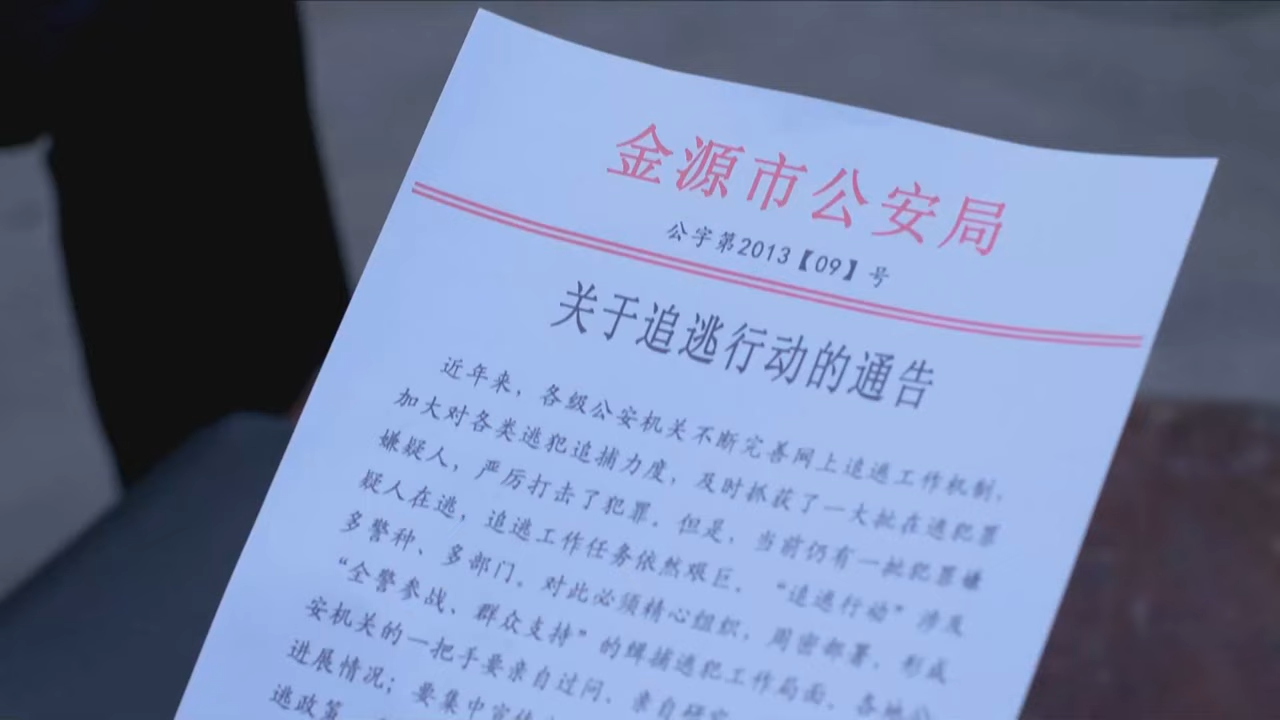 金源市公安局
公字第2013【09】号
关于追逃行动的通告
近年来，各级公安机关不断完善网上追逃工作机制，
加大对各类逃犯追捕力度，及时抓获了一大批在逃犯罪
嫌疑人，严厉打击了犯罪。但是，当前仍有一批犯罪嫌
疑人在逃，追逃工作任务依然艰巨。“追逃行动”涉及
多警种、多部门。对此必须精心组织，周密部署，形成
“全警参战、群众支持”的缉捕逃犯工作局面。各地公
安机关的一把手要亲自过问、亲自研究
进展情况；要集中宣传
逃政策